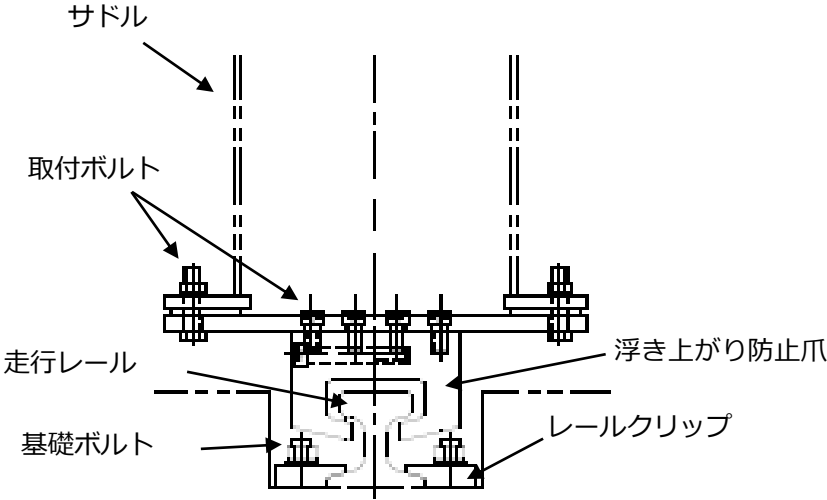 サドル
取付ボルト
走行レール
浮き上がり防止爪
基礎ボルト
レールクリップ